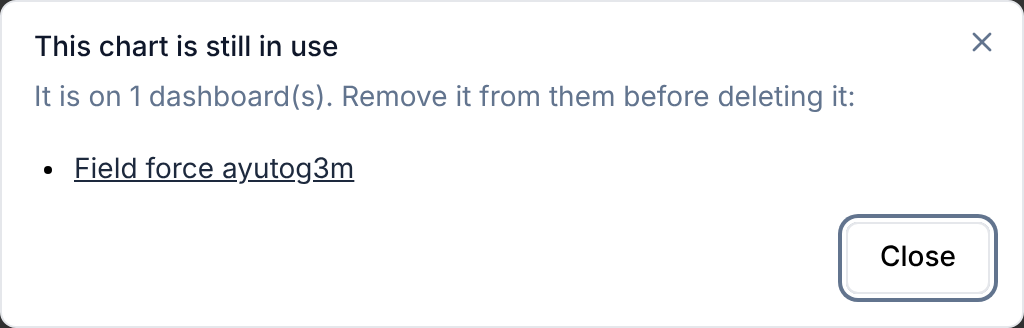 This chart is still in use
It is on 1 dashboard(s). Remove it from them before deleting it:
• Field force ayutog3m
Close